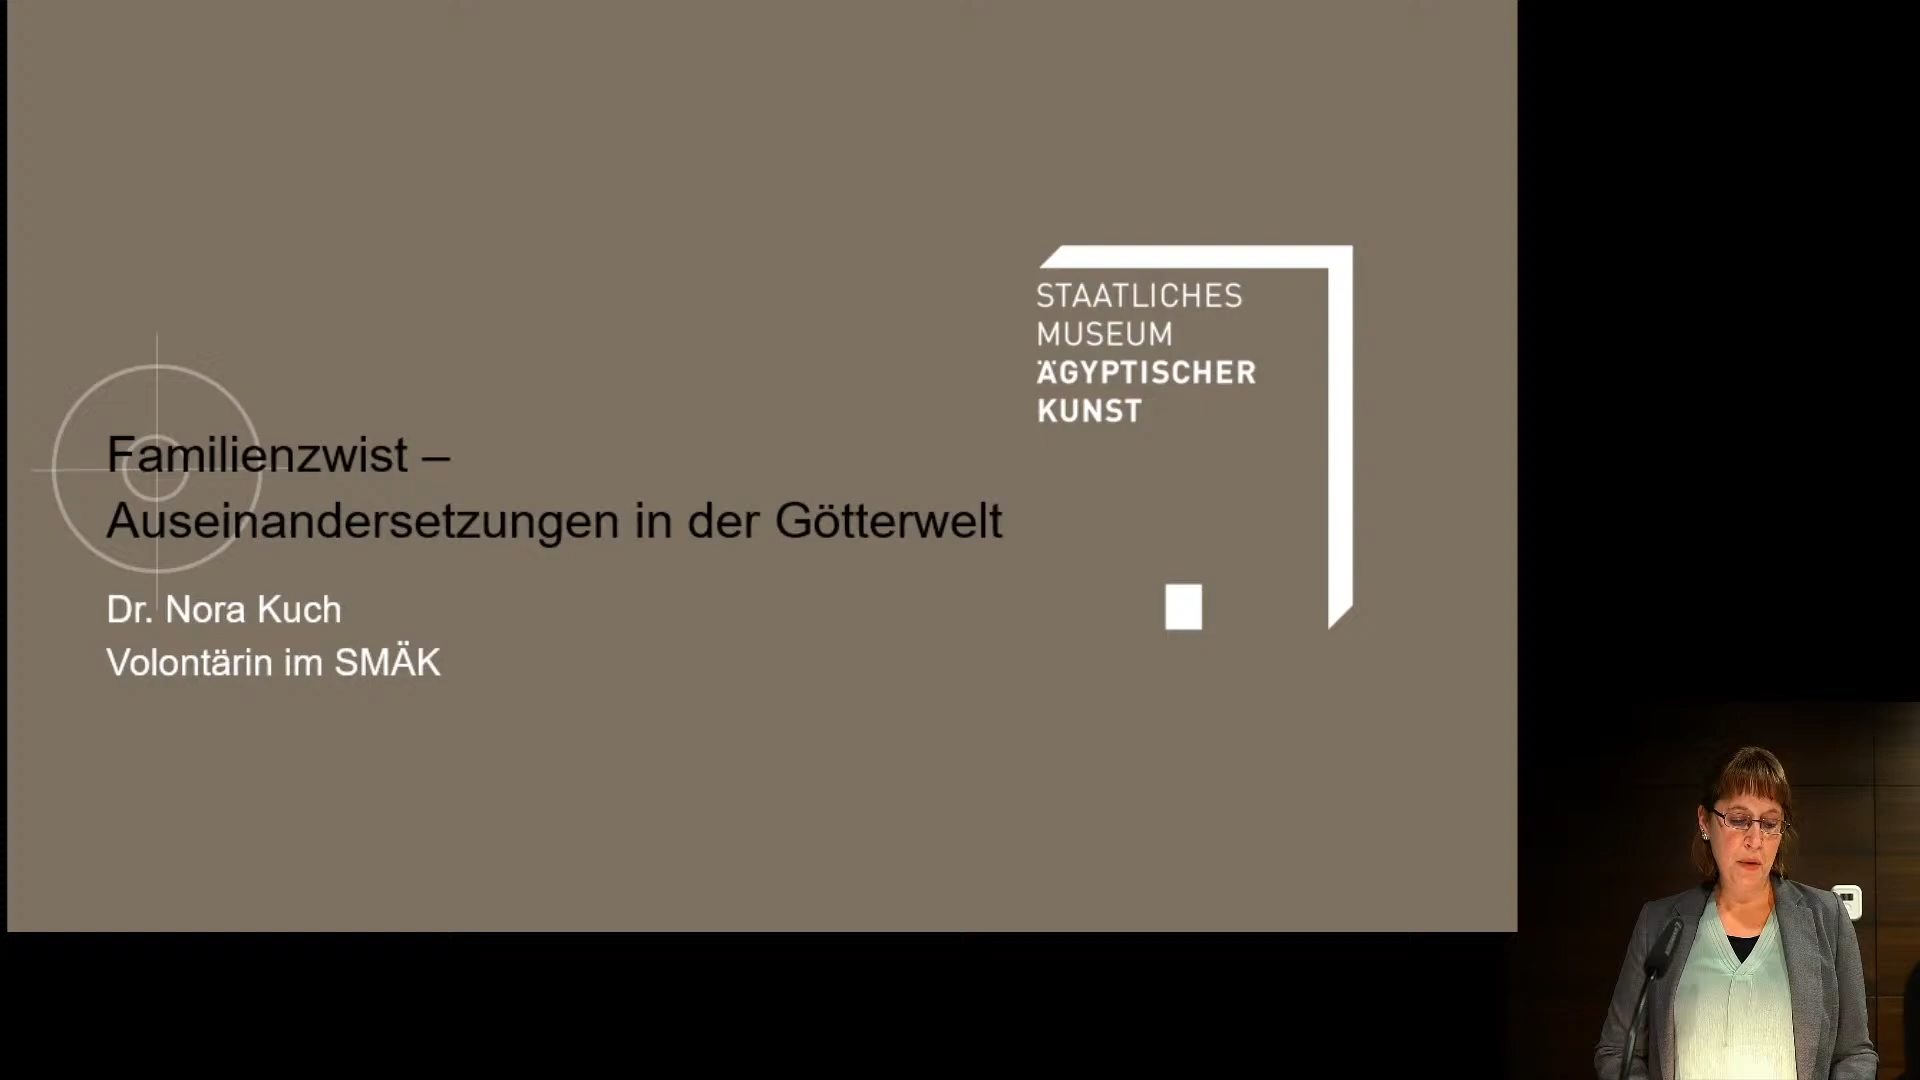 STAATLICHES
MUSEUM
ÄGYPTISCHER
KUNST
Familienzwist –
Auseinandersetzungen in der Götterwelt
Dr. Nora Kuch
Volontärin im SMÄK